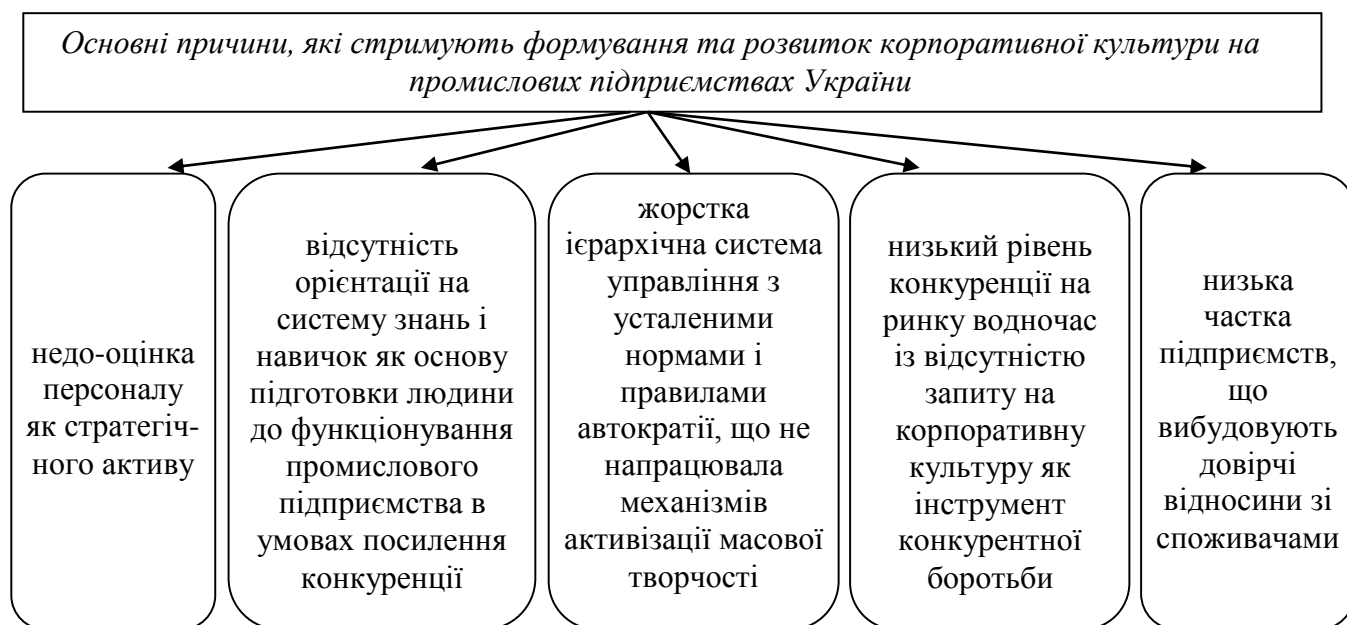 Основні причини, які стримують формування та розвиток корпоративної культури на
промислових підприємствах України
недо-оцінка
персоналу
як стратегіч-
ного активу
відсутність
орієнтації на
систему знань і
навичок як основу
підготовки людини
до функціонування
промислового
підприємства в
умовах посилення
конкуренції
жорстка
ієрархічна система
управління з
усталеними
нормами і
правилами
автократії, що не
напрацювала
механізмів
активізації масової
творчості
низький рівень
конкуренції на
ринку водночас
із відсутністю
запиту на
корпоративну
культуру як
інструмент
конкурентної
боротьби
низька
частка
підприємств,
що
вибудовують
довірчі
відносини зі
споживачами